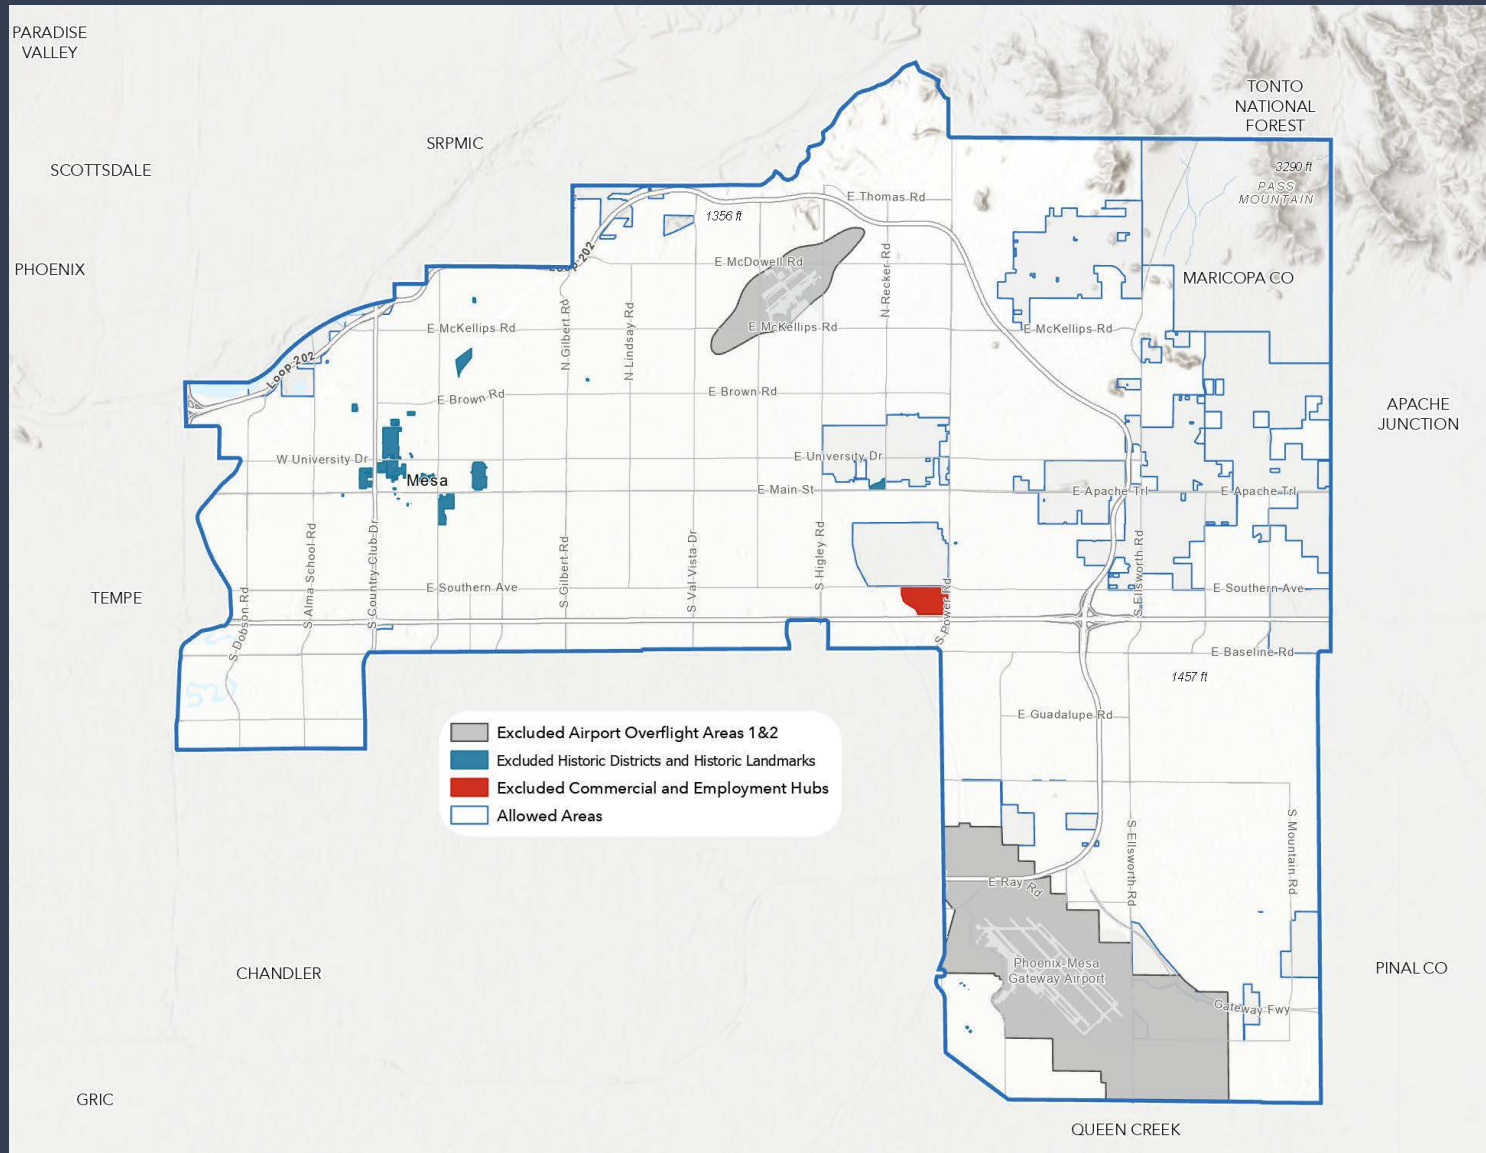 PARADISE
VALLEY
TONTO
NATIONAL
FOREST
SRPMIC
SCOTTSDALE
3290 ft
PASS
MOUNTAIN
E Thomas Rd
1356 ft
PHOENIX
Loop 202
E McDowell Rd
N Recker Rd
MARICOPA CO
E McKellips Rd
E McKellips Rd
E McKellips Rd
N Gilbert Rd
N Lindsay Rd
Loop 202
E Brown Rd
E Brown Rd
APACHE
JUNCTION
W University Dr
E University Dr
Mesa
E Main St
E Apache Trl
E Apache Trl
S Alma School Rd
S Country Club Dr
S Gilbert Rd
S Val Vista Dr
S Higley Rd
S Ellsworth Rd
E Southern Ave
E Southern Ave
TEMPE
S Dobson Rd
S Power Rd
E Baseline Rd
1457 ft
E Guadalupe Rd
Excluded Airport Overflight Areas 1&2
Excluded Historic Districts and Historic Landmarks
Excluded Commercial and Employment Hubs
Allowed Areas
S Ellsworth Rd
S Mountain Rd
E Ray Rd
Phoenix-Mesa
Gateway Airport
CHANDLER
PINAL CO
Gateway Fwy
GRIC
QUEEN CREEK